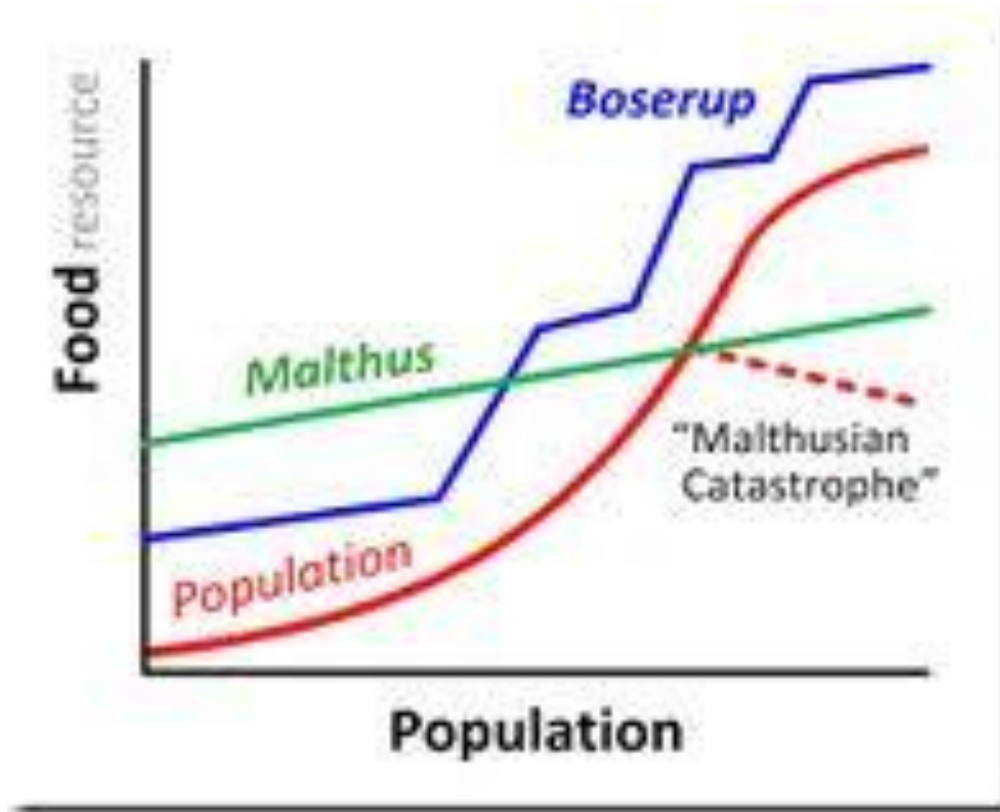 Food resource
Boserup
Malthus
"Malthusian
Catastrophe"
Population
Population